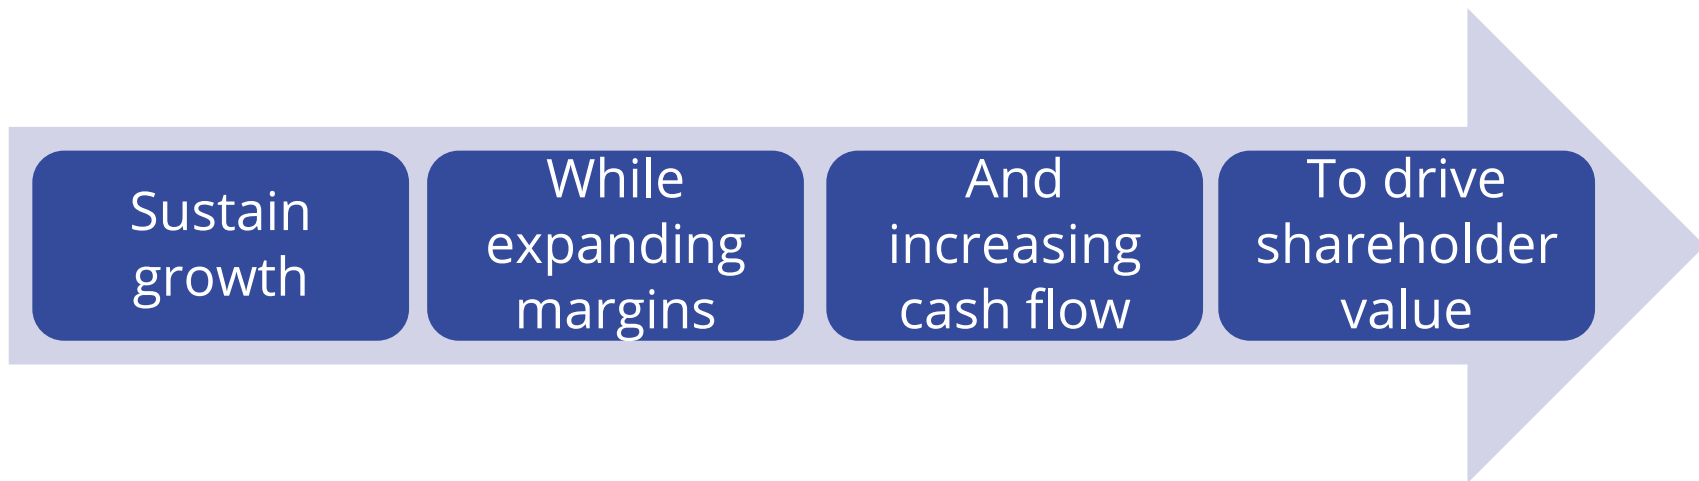 Sustain
growth
While
expanding
margins
And
increasing
cash flow
To drive
shareholder
value